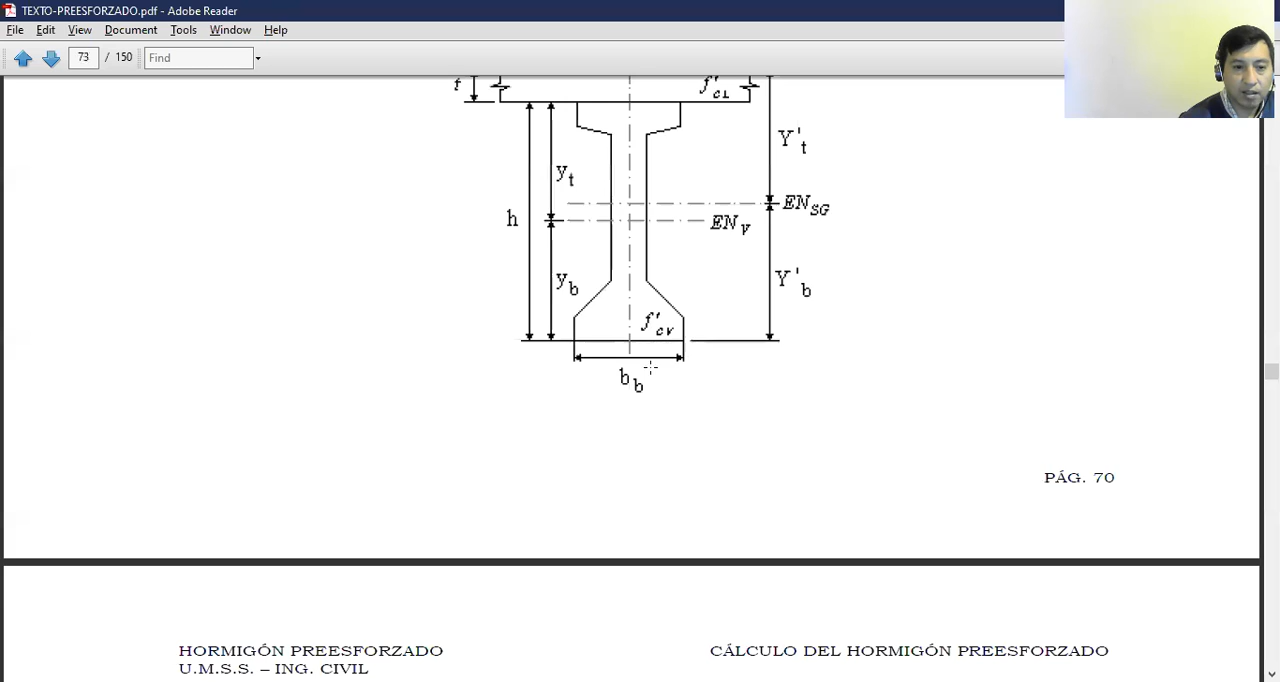 TEXTO-PREESFORZADO.pdf - Adobe Reader
File Edit View Document Tools Window Help
73 / 150 Find
t
f'cL
Y't
yt
ENSG
h
ENV
yb
Y'b
f'cv
bb
PÁG. 70
HORMIGÓN PREESFORZADO
CÁLCULO DEL HORMIGÓN PREESFORZADO
U.M.S.S. – ING. CIVIL